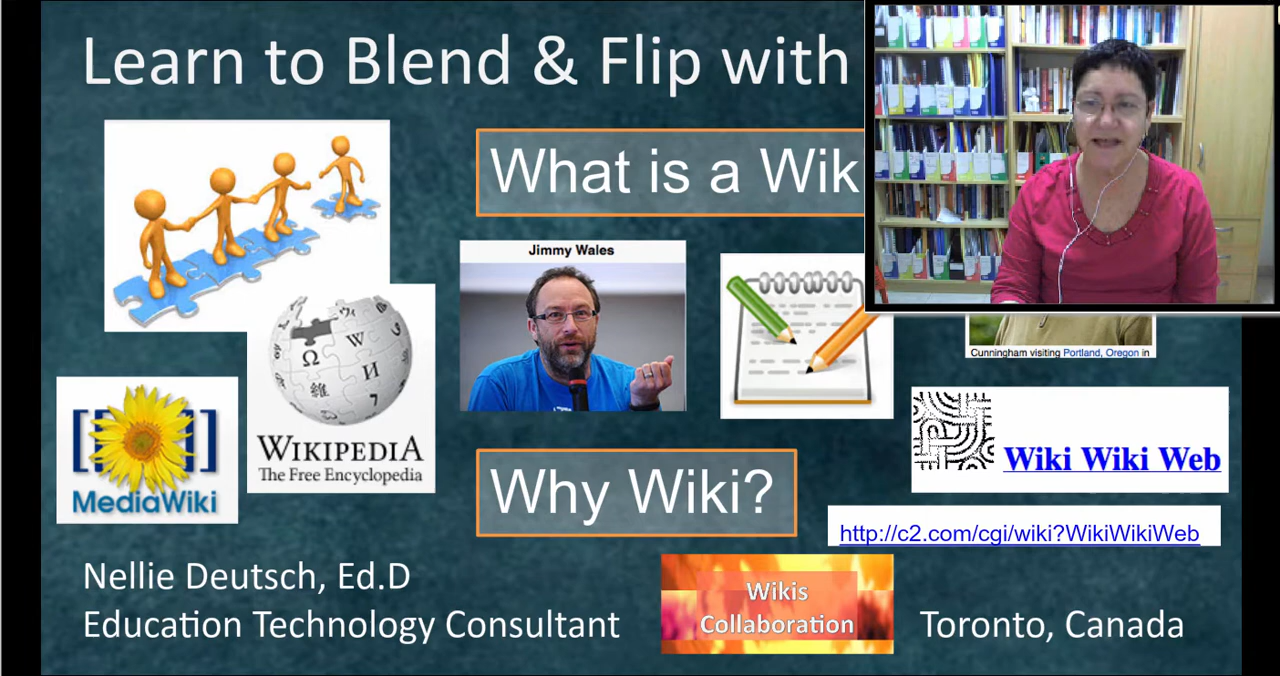 Learn to Blend & Flip with
What is a Wik
Jimmy Wales
Cunningham visiting Portland, Oregon in
WIKIPEDIA
The Free Encyclopedia
MediaWiki
Wiki Wiki Web
Why Wiki?
http://c2.com/cgi/wiki?WikiWikiWeb
Nellie Deutsch, Ed.D
Education Technology Consultant
Wikis
Collaboration
Toronto, Canada